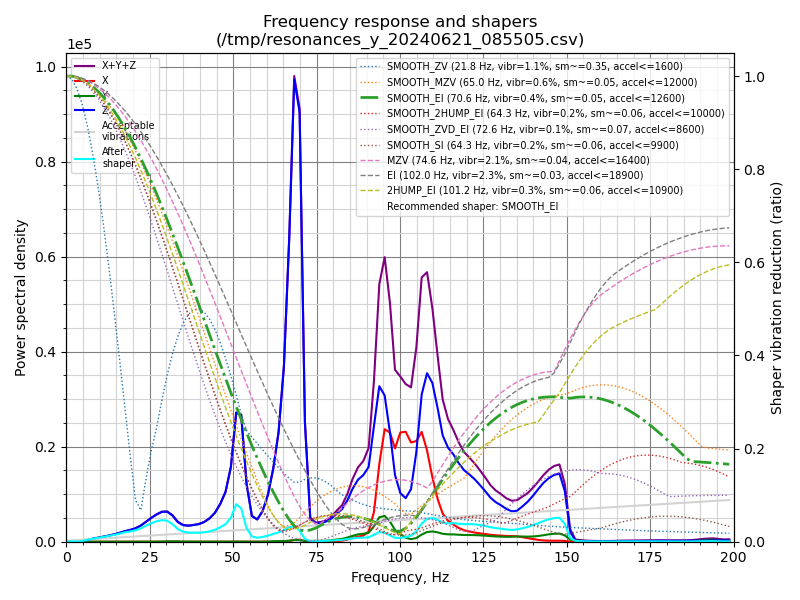 Frequency response and shapers
(/tmp/resonances_y_20240621_085505.csv)
1e5
X+Y+Z
X
Z
Acceptable
vibrations
After
shaper
SMOOTH_ZV (21.8 Hz, vibr=1.1%, sm~=0.35, accel<=1600)
SMOOTH_MZV (65.0 Hz, vibr=0.6%, sm~=0.05, accel<=12000)
SMOOTH_EI (70.6 Hz, vibr=0.4%, sm~=0.05, accel<=12600)
SMOOTH_2HUMP_EI (64.3 Hz, vibr=0.2%, sm~=0.06, accel<=10000)
SMOOTH_ZVD_EI (72.6 Hz, vibr=0.1%, sm~=0.07, accel<=8600)
SMOOTH_SI (64.3 Hz, vibr=0.2%, sm~=0.06, accel<=9900)
MZV (74.6 Hz, vibr=2.1%, sm~=0.04, accel<=16400)
EI (102.0 Hz, vibr=2.3%, sm~=0.03, accel<=18900)
2HUMP_EI (101.2 Hz, vibr=0.3%, sm~=0.06, accel<=10900)
Recommended shaper: SMOOTH_EI
Power spectral density
1.0
0.8
0.6
0.4
0.2
0.0
1.0
0.8
0.6
0.4
0.2
0.0
Shaper vibration reduction (ratio)
0 25 50 75 100 125 150 175 200
Frequency, Hz